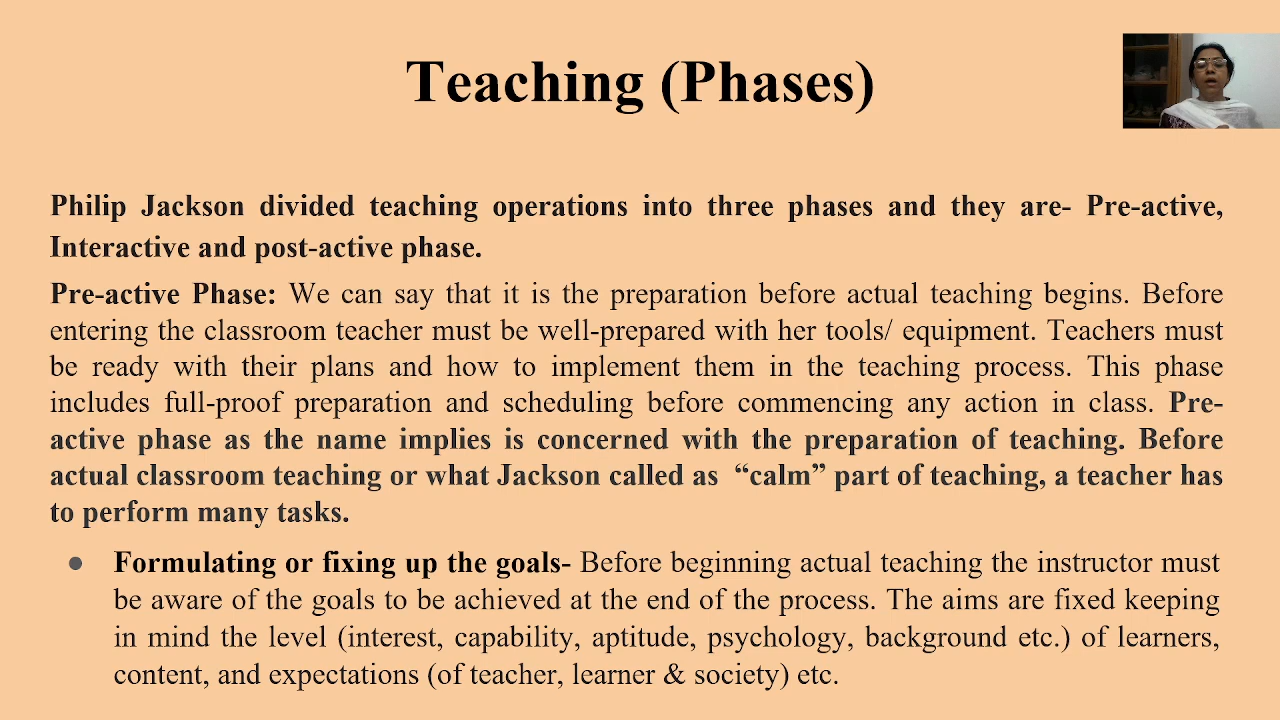 Teaching (Phases)
Philip Jackson divided teaching operations into three phases and they are- Pre-active,
Interactive and post-active phase.
Pre-active Phase: We can say that it is the preparation before actual teaching begins. Before
entering the classroom teacher must be well-prepared with her tools/ equipment. Teachers must
be ready with their plans and how to implement them in the teaching process. This phase
includes full-proof preparation and scheduling before commencing any action in class. Pre-
active phase as the name implies is concerned with the preparation of teaching. Before
actual classroom teaching or what Jackson called as “calm” part of teaching, a teacher has
to perform many tasks.
● Formulating or fixing up the goals- Before beginning actual teaching the instructor must
be aware of the goals to be achieved at the end of the process. The aims are fixed keeping
in mind the level (interest, capability, aptitude, psychology, background etc.) of learners,
content, and expectations (of teacher, learner & society) etc.